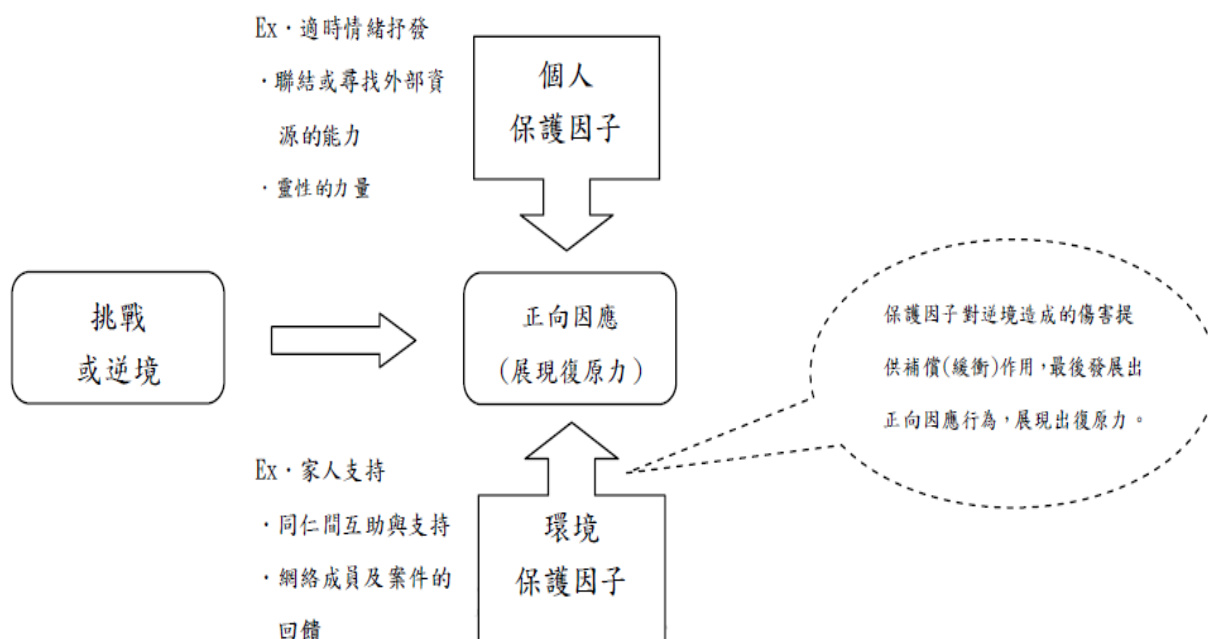 Ex·適時情緒抒發
·聯結或尋找外部資
源的能力
·靈性的力量
個人
保護因子
挑戰
或逆境
正向因應
(展現復原力)
保護因子對逆境造成的傷害提
供補償(緩衝)作用，最後發展出
正向因應行為，展現出復原力。
Ex·家人支持
·同仁間互助與支持
·網絡成員及案件的
回饋
環境
保護因子